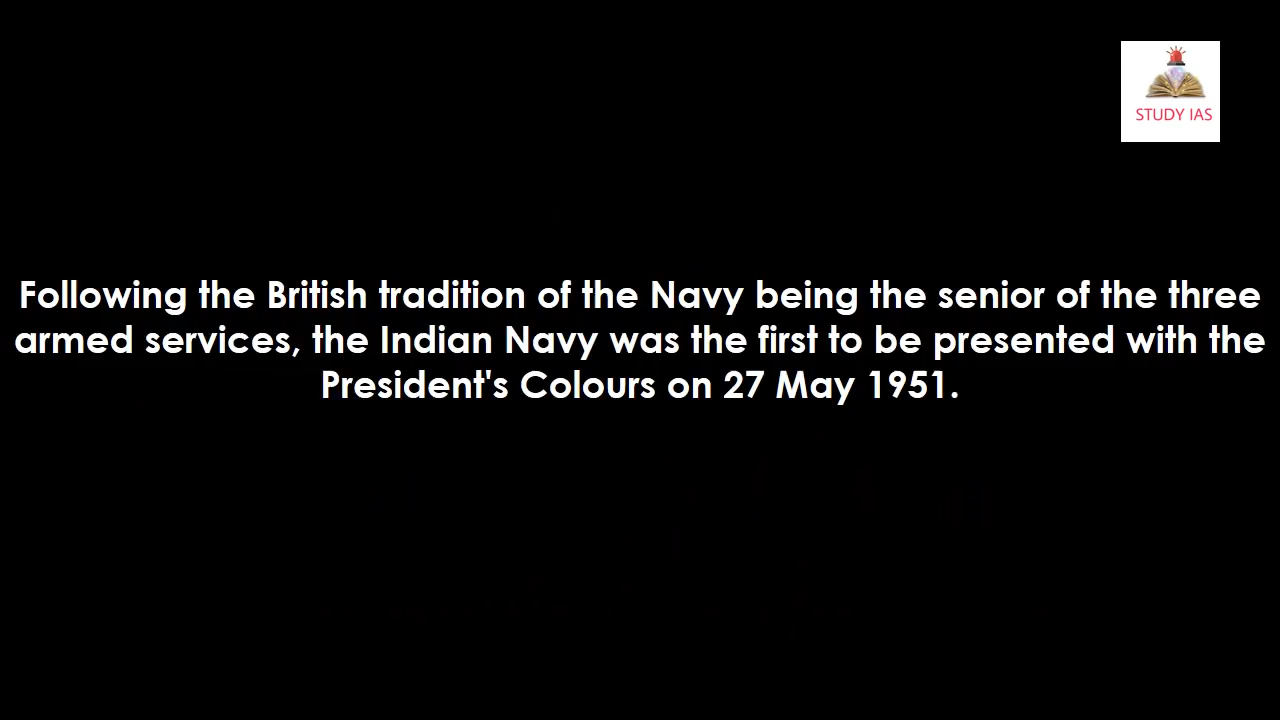 STUDY IAS
Following the British tradition of the Navy being the senior of the three
armed services, the Indian Navy was the first to be presented with the
President's Colours on 27 May 1951.